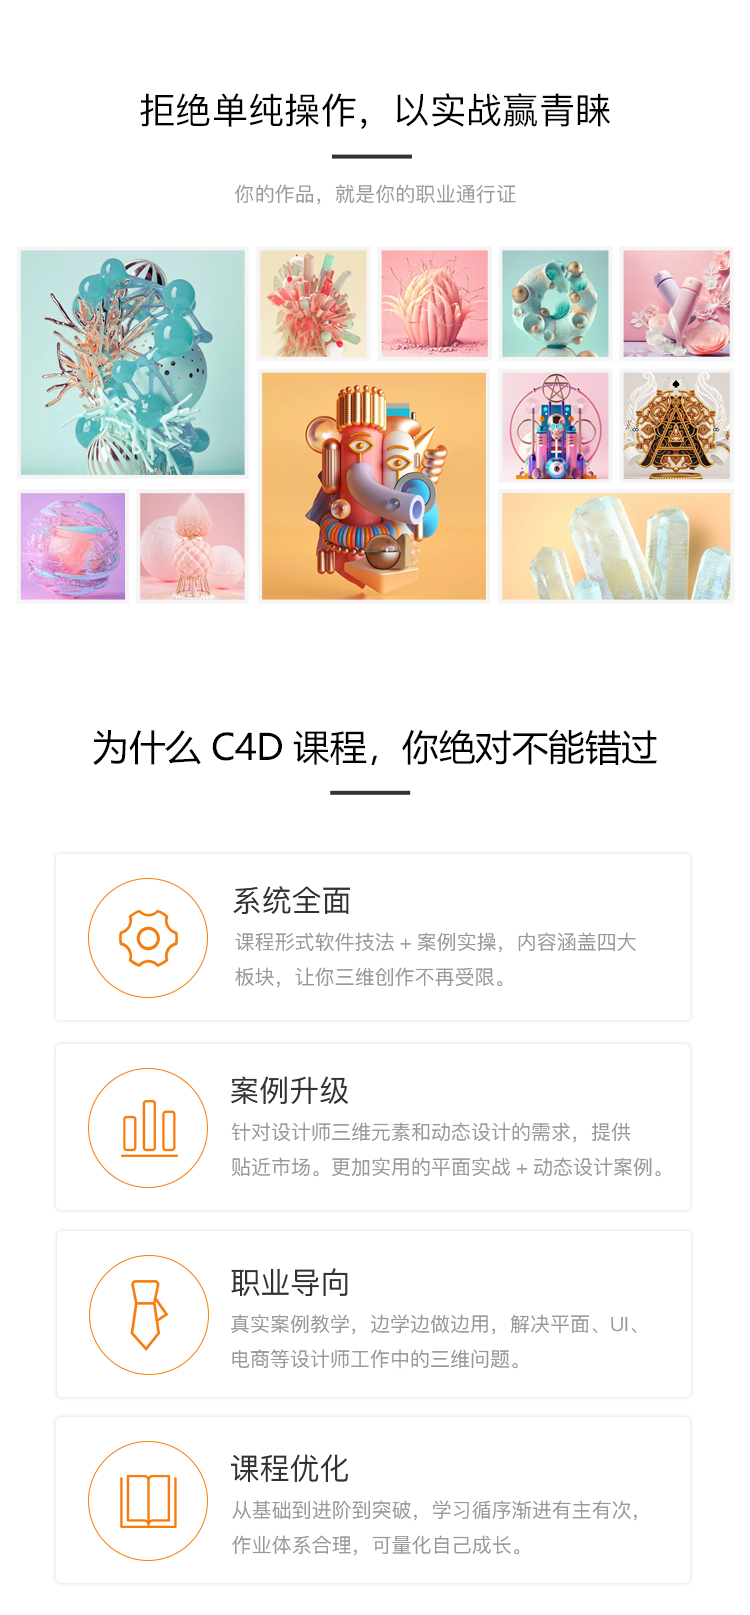 拒绝单纯操作，以实战赢青睐
你的作品，就是你的职业通行证
A
为什么 C4D 课程，你绝对不能错过
系统全面
课程形式软件技法 + 案例实操，内容涵盖四大
板块，让你三维创作不再受限。
案例升级
针对设计师三维元素和动态设计的需求，提供
贴近市场。更加实用的平面实战 + 动态设计案例。
职业导向
真实案例教学，边学边做边用，解决平面、UI、
电商等设计师工作中的三维问题。
课程优化
从基础到进阶到突破，学习循序渐进有主有次，
作业体系合理，可量化自己成长。